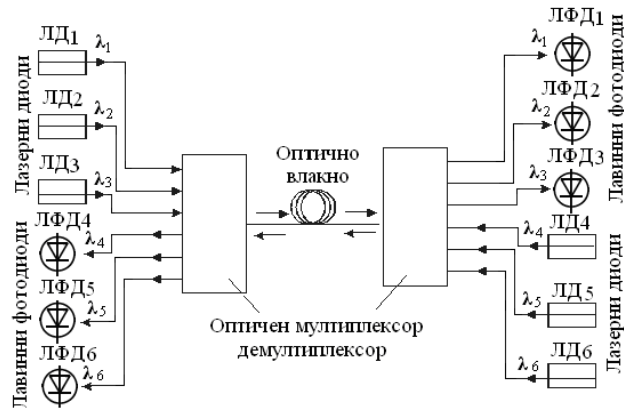 ЛД1
λ1
ЛД2
λ2
ЛД3
λ3
Лазерни диоди
ЛФД4
λ4
ЛФД5
λ5
ЛФД6
λ6
Лавинни фотодиоди
Оптично
влакно
Оптичен мултиплексор
демултиплексор
ЛФД1
λ1
ЛФД2
λ2
ЛФД3
λ3
Лавинни фотодиоди
ЛД4
λ4
ЛД5
λ5
ЛД6
λ6
Лазерни диоди